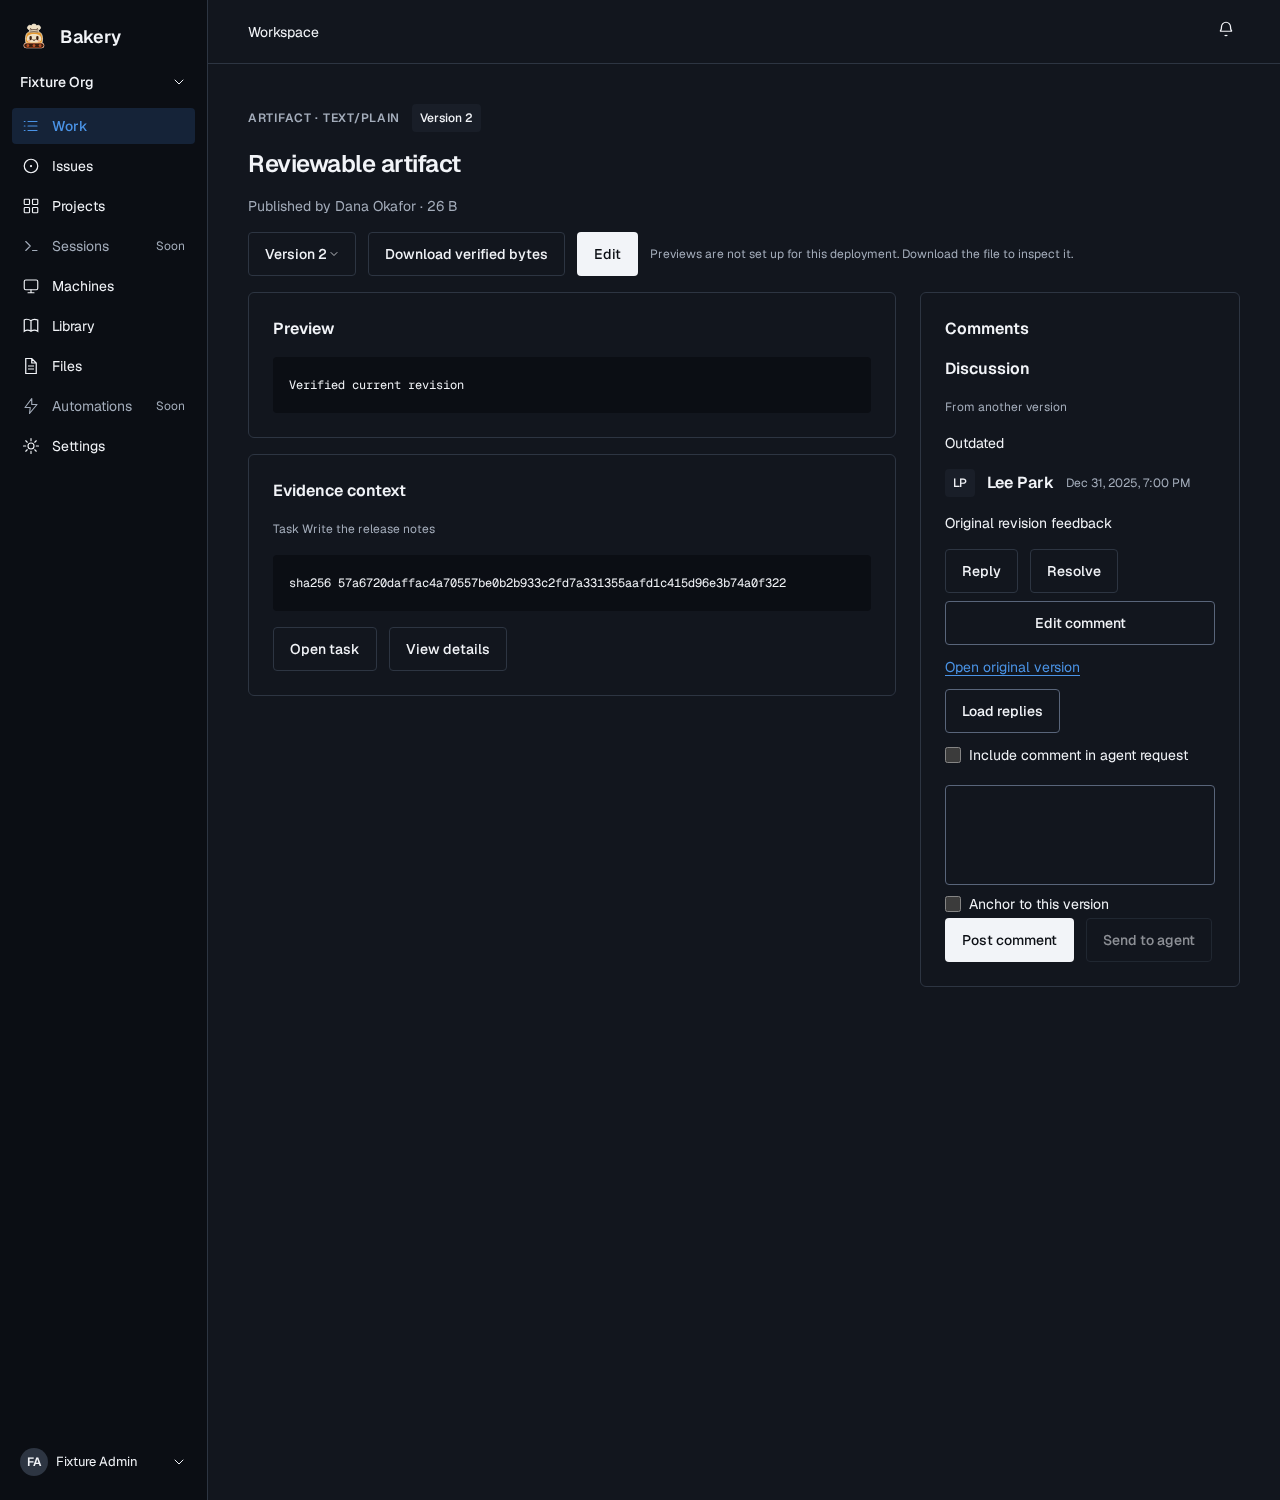 Bakery
Fixture Org
Work
Issues
Projects
Sessions Soon
Machines
Library
Files
Automations Soon
Settings
FA Fixture Admin
Workspace
ARTIFACT · TEXT/PLAIN Version 2
Reviewable artifact
Published by Dana Okafor · 26 B
Version 2 Download verified bytes Edit Previews are not set up for this deployment. Download the file to inspect it.
Preview
Verified current revision
Evidence context
Task Write the release notes
sha256 57a6720daffac4a70557be0b2b933c2fd7a331355aafd1c415d96e3b74a0f322
Open task View details
Comments
Discussion
From another version
Outdated
LP Lee Park Dec 31, 2025, 7:00 PM
Original revision feedback
Reply Resolve
Edit comment
Open original version
Load replies
Include comment in agent request
Anchor to this version
Post comment Send to agent